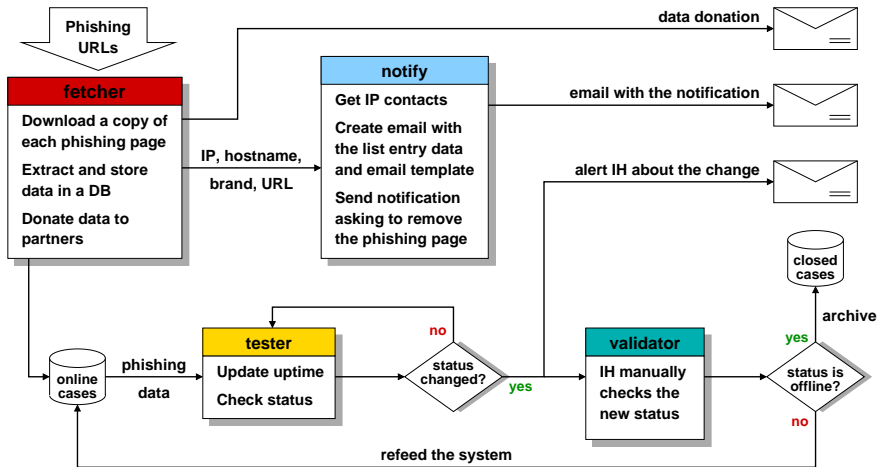 Phishing
URLs
data donation
fetcher
Download a copy of
each phishing page
Extract and store
data in a DB
Donate data to
partners
IP, hostname,
brand, URL
notify
Get IP contacts
Create email with
the list entry data
and email template
Send notification
asking to remove
the phishing page
email with the notification
alert IH about the change
closed
cases
archive
online
cases
phishing
data
tester
Update uptime
Check status
no
status
changed?
yes
validator
IH manually
checks the
new status
yes
status is
offline?
no
refeed the system